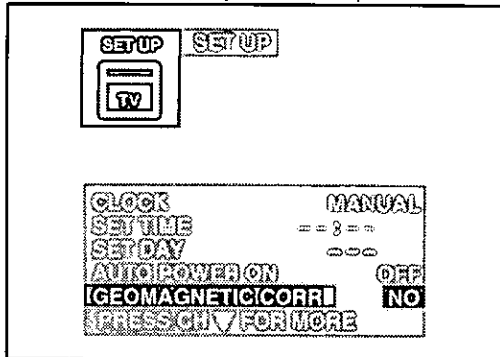 SET UP SET UP
TV
CLOCK MANUAL
SET TIME --:--
SET DAY ---
AUTO POWER ON OFF
GEOMAGNETIC CORR NO
PRESS CH▽ FOR MORE